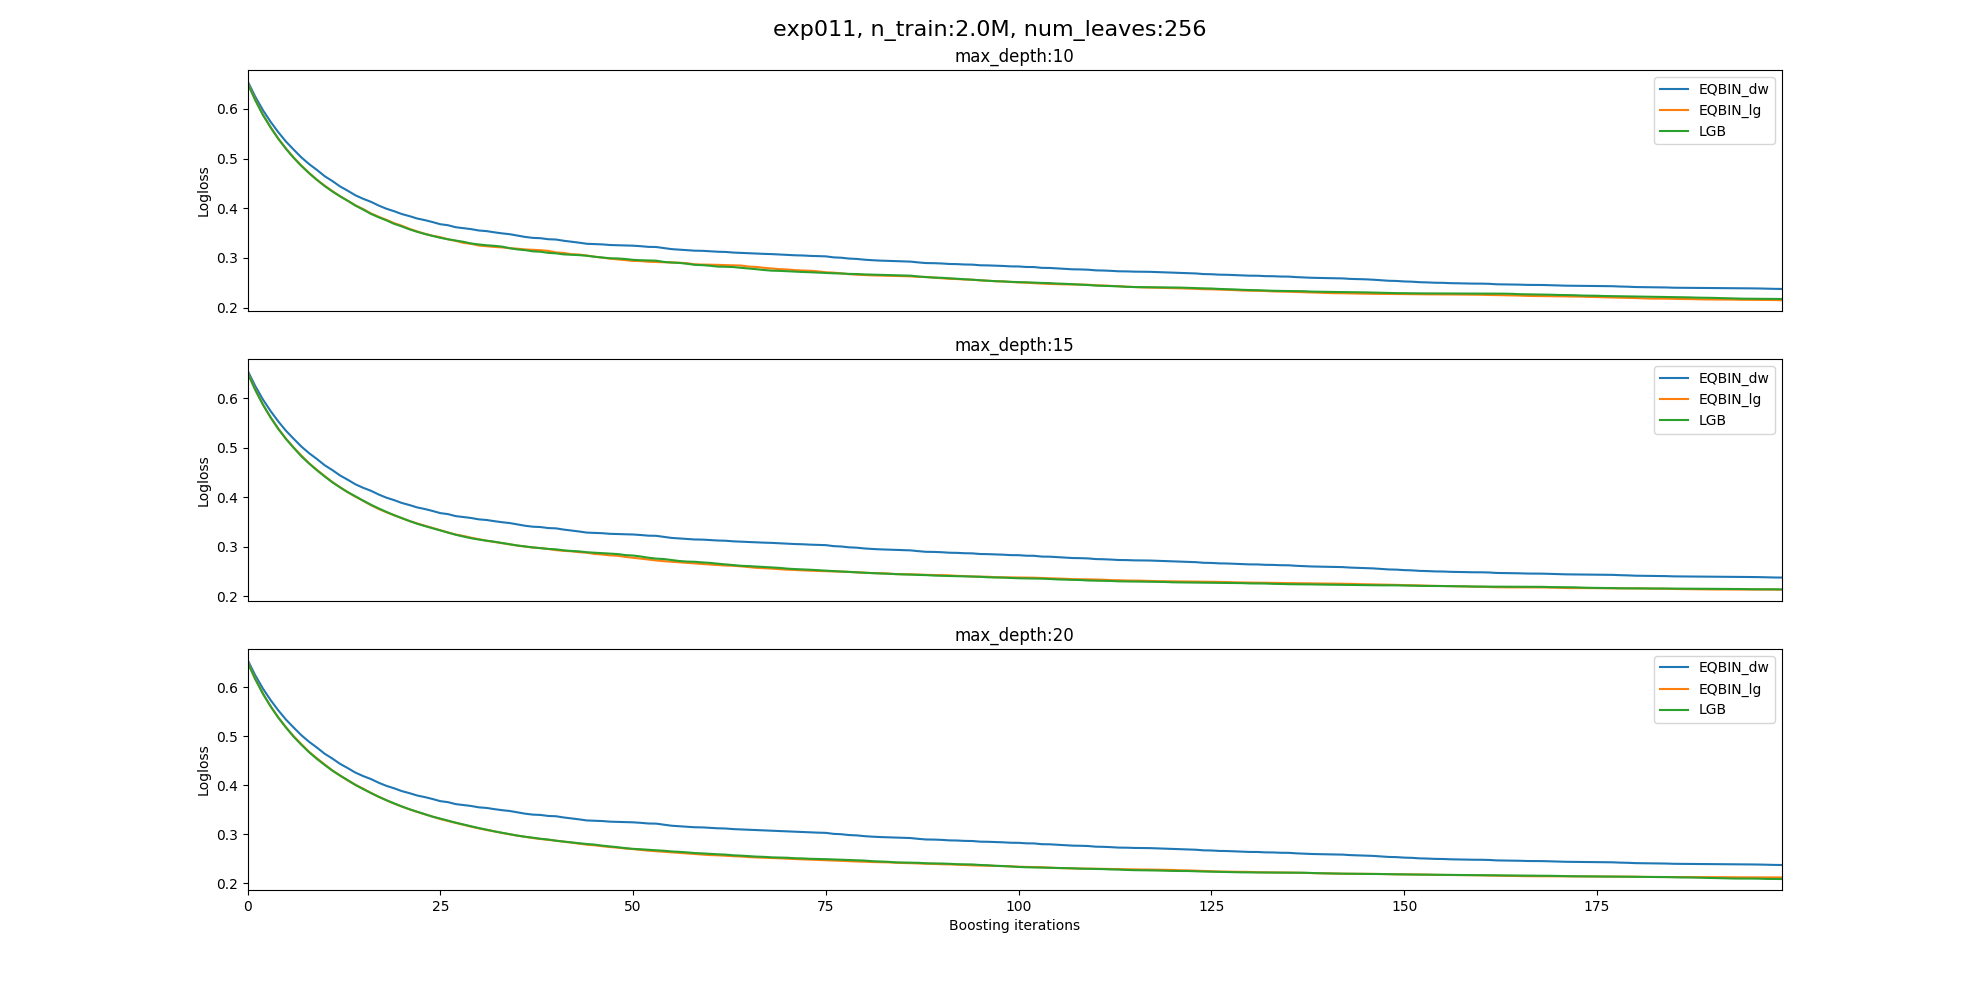 exp011, n_train:2.0M, num_leaves:256
max_depth:10
EQBIN_dw
EQBIN_lg
LGB
0.6
0.5
0.4
0.3
0.2
Logloss
max_depth:15
EQBIN_dw
EQBIN_lg
LGB
0.6
0.5
0.4
0.3
0.2
Logloss
max_depth:20
EQBIN_dw
EQBIN_lg
LGB
0.6
0.5
0.4
0.3
0.2
Logloss
0 25 50 75 100 125 150 175
Boosting iterations